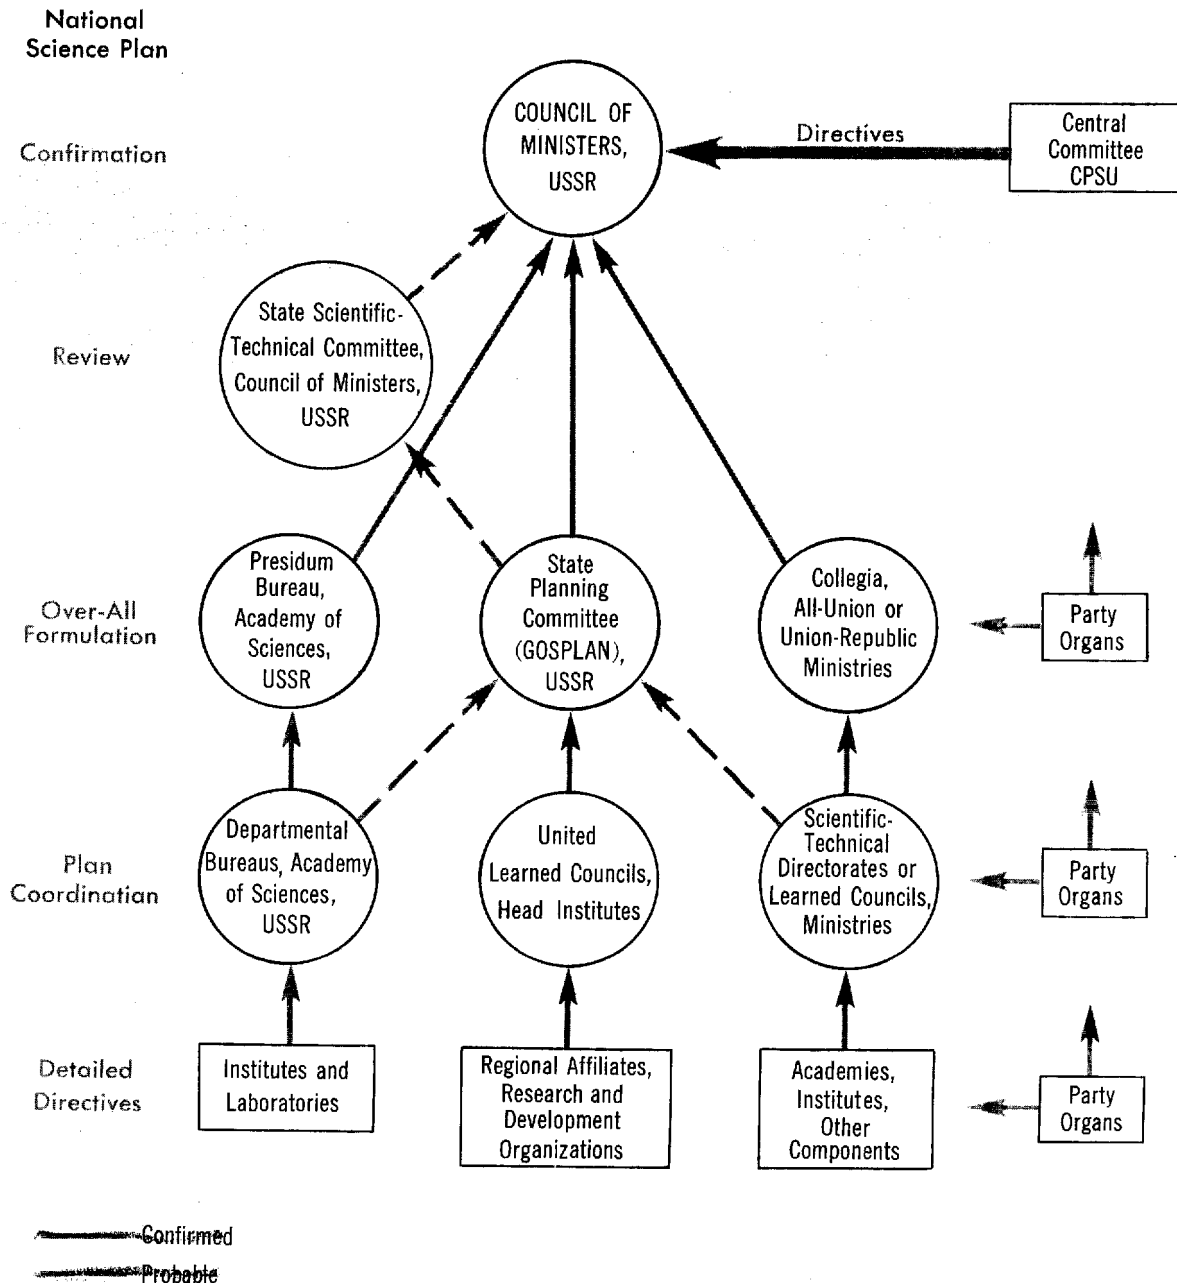 National
Science Plan
Confirmation
COUNCIL OF
MINISTERS,
USSR
Directives
Central
Committee
CPSU
Review
State Scientific-
Technical Committee,
Council of Ministers,
USSR
Over-All
Formulation
Presidum
Bureau,
Academy of
Sciences,
USSR
State
Planning
Committee
(GOSPLAN),
USSR
Collegia,
All-Union or
Union-Republic
Ministries
Party
Organs
Plan
Coordination
Departmental
Bureaus, Academy
of Sciences,
USSR
United
Learned Councils,
Head Institutes
Scientific-
Technical
Directorates or
Learned Councils,
Ministries
Party
Organs
Detailed
Directives
Institutes and
Laboratories
Regional Affiliates,
Research and
Development
Organizations
Academies,
Institutes,
Other
Components
Party
Organs
Confirmed
Probable